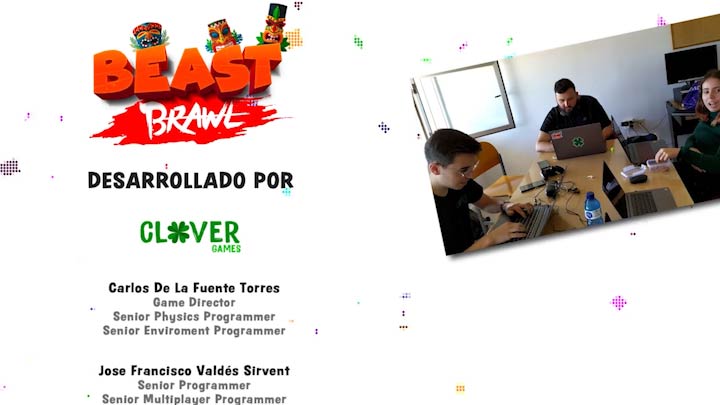 BEAST
BRAWL
DESARROLLADO POR
CLOVER
GAMES
Carlos De La Fuente Torres
Game Director
Senior Physics Programmer
Senior Enviroment Programmer
Jose Francisco Valdés Sirvent
Senior Programmer
Senior Multiplayer Programmer